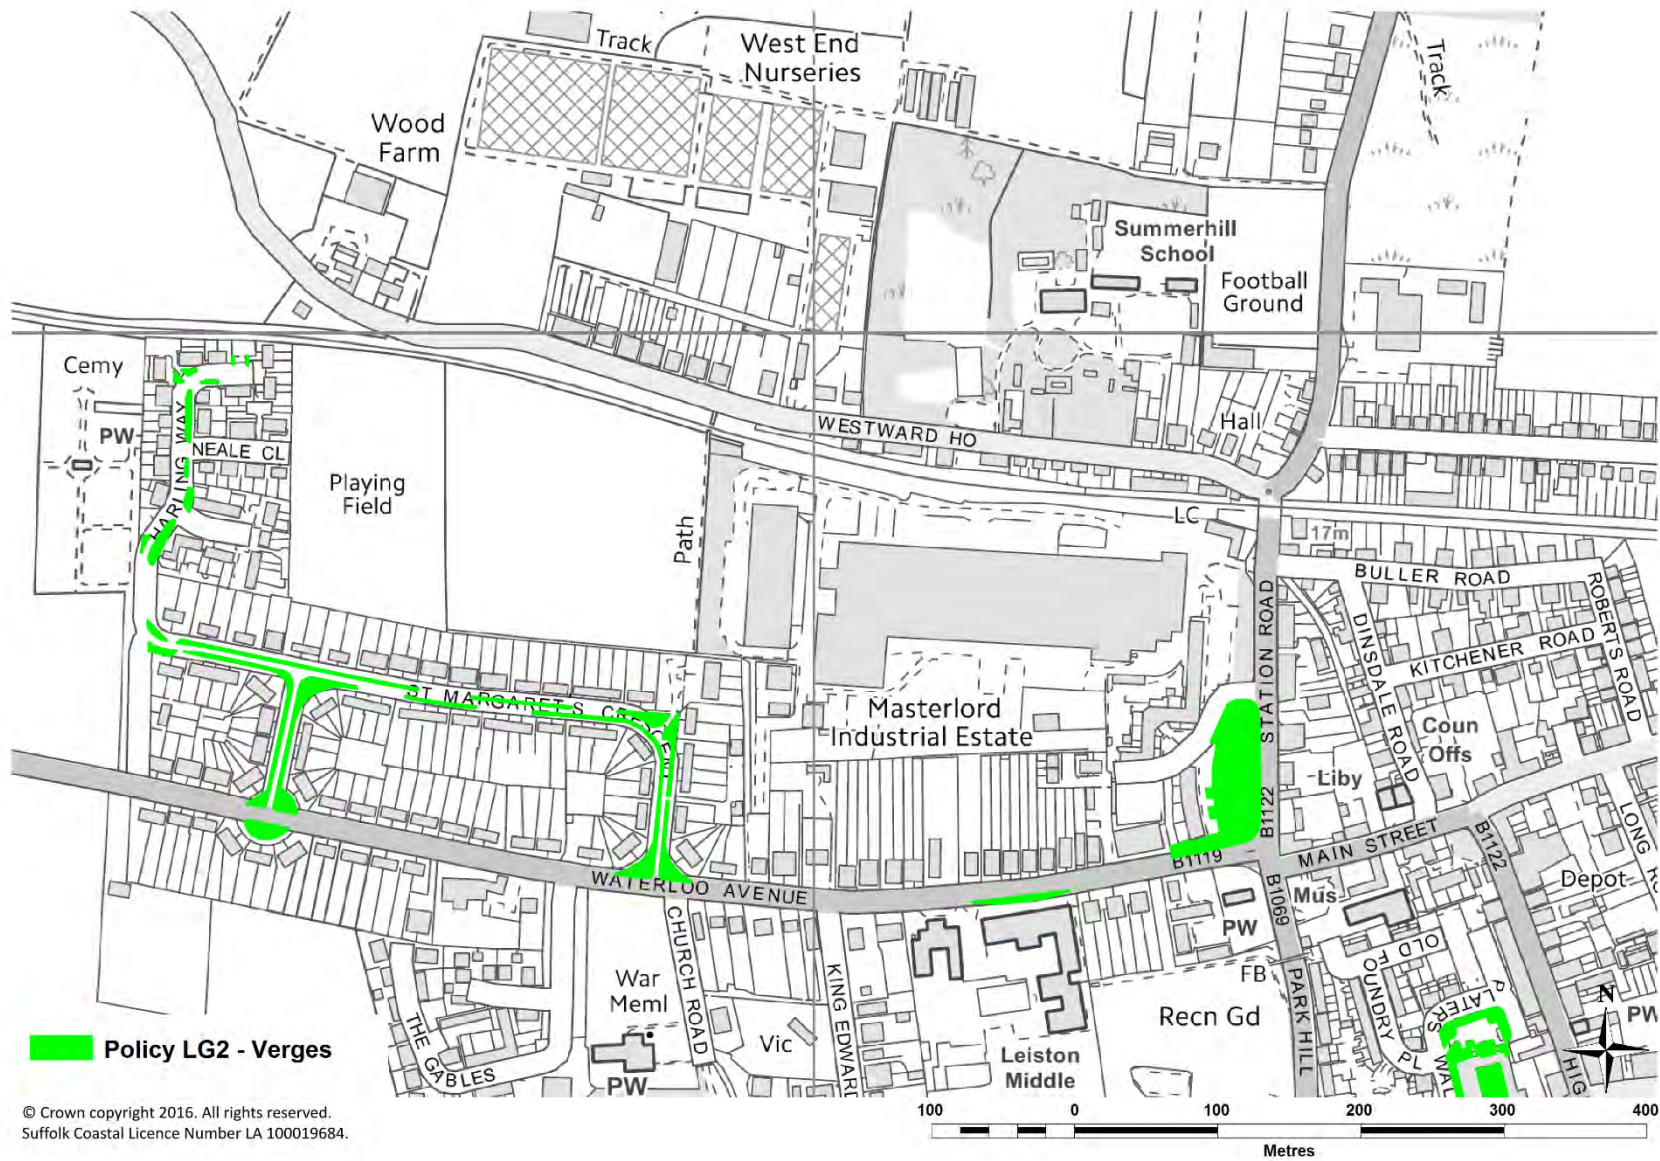 Track
West End
Nurseries
Track
Wood
Farm
Summerhill
School
Football
Ground
Cemy
PW
HARLING WAY
NEALE CL
Playing
Field
WESTWARD HO
Hall
Path
LC
17m
BULLER ROAD
ROBERTS ROAD
KITCHENER ROAD
DINSDALE ROAD
STATION ROAD
B1122
ST MARGARET'S CRESCENT
Masterlord
Industrial Estate
Coun
Offs
Liby
LONG
MAIN STREET
B1119
B1122
WATERLOO AVENUE
B1069
Mus
Depot
PW
OLD
FOUNDRY PL
FB
CHURCH ROAD
KING EDWARD
War
Meml
Recn Gd
PARK HILL
PLATERS WAL
N
PW
THE GABLES
Vic
Leiston
Middle
HIG
PW
Policy LG2 - Verges
© Crown copyright 2016. All rights reserved.
Suffolk Coastal Licence Number LA 100019684.
100 0 100 200 300 400
Metres